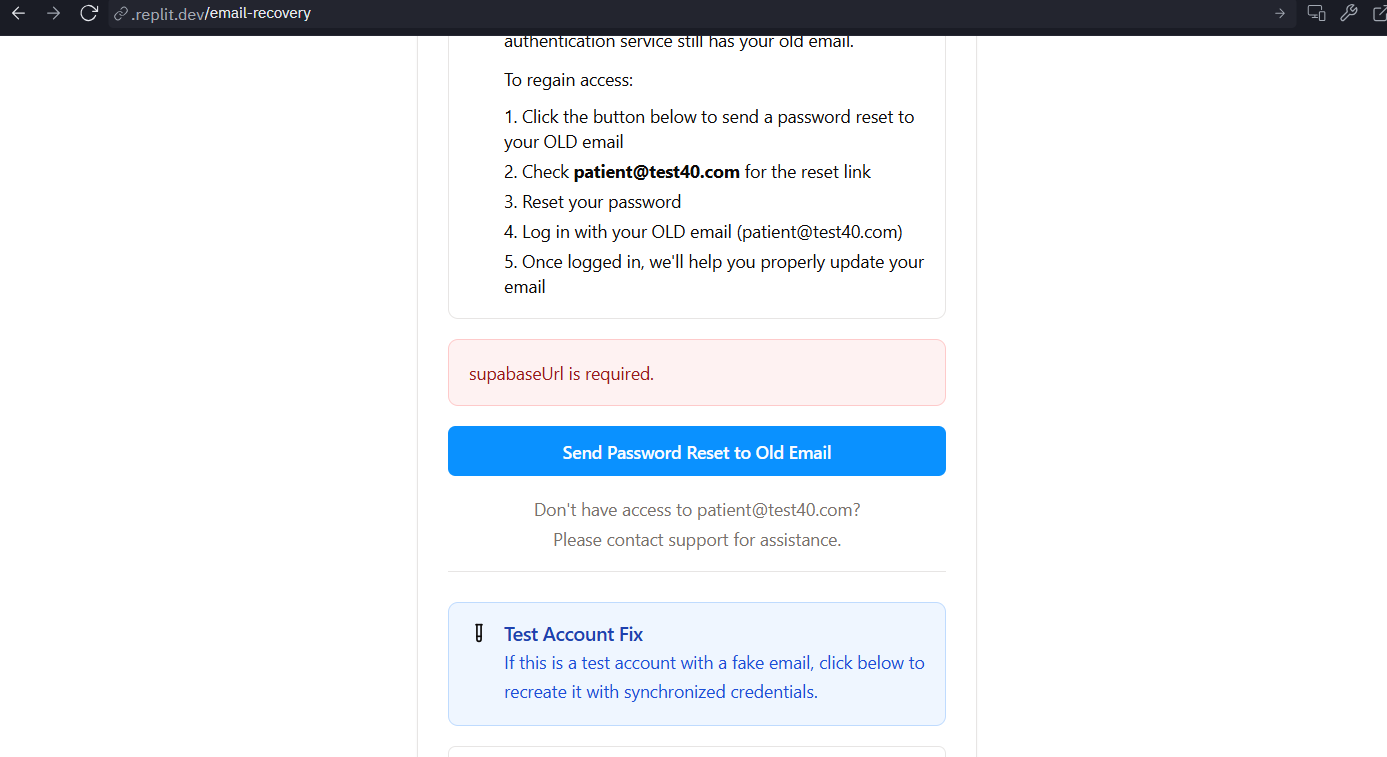 .replit.dev/email-recovery
authentication service still has your old email.
To regain access:
1. Click the button below to send a password reset to
your OLD email
2. Check patient@test40.com for the reset link
3. Reset your password
4. Log in with your OLD email (patient@test40.com)
5. Once logged in, we'll help you properly update your
email
supabaseUrl is required.
Send Password Reset to Old Email
Don't have access to patient@test40.com?
Please contact support for assistance.
Test Account Fix
If this is a test account with a fake email, click below to
recreate it with synchronized credentials.